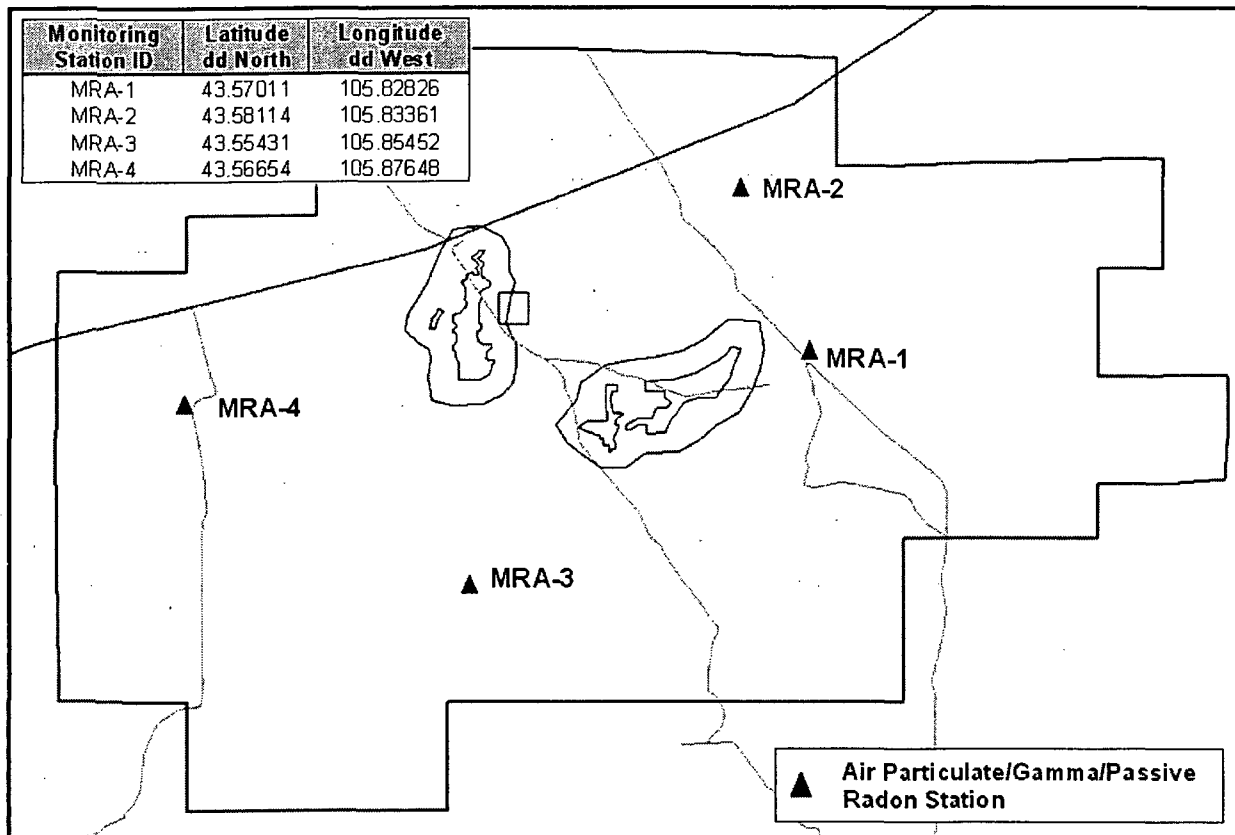 Monitoring Station ID Latitude dd North Longitude dd West
MRA-1 43.57011 105.82826
MRA-2 43.58114 105.83361
MRA-3 43.55431 105.85452
MRA-4 43.56654 105.87648
MRA-2
MRA-1
MRA-4
MRA-3
Air Particulate/Gamma/Passive
Radon Station